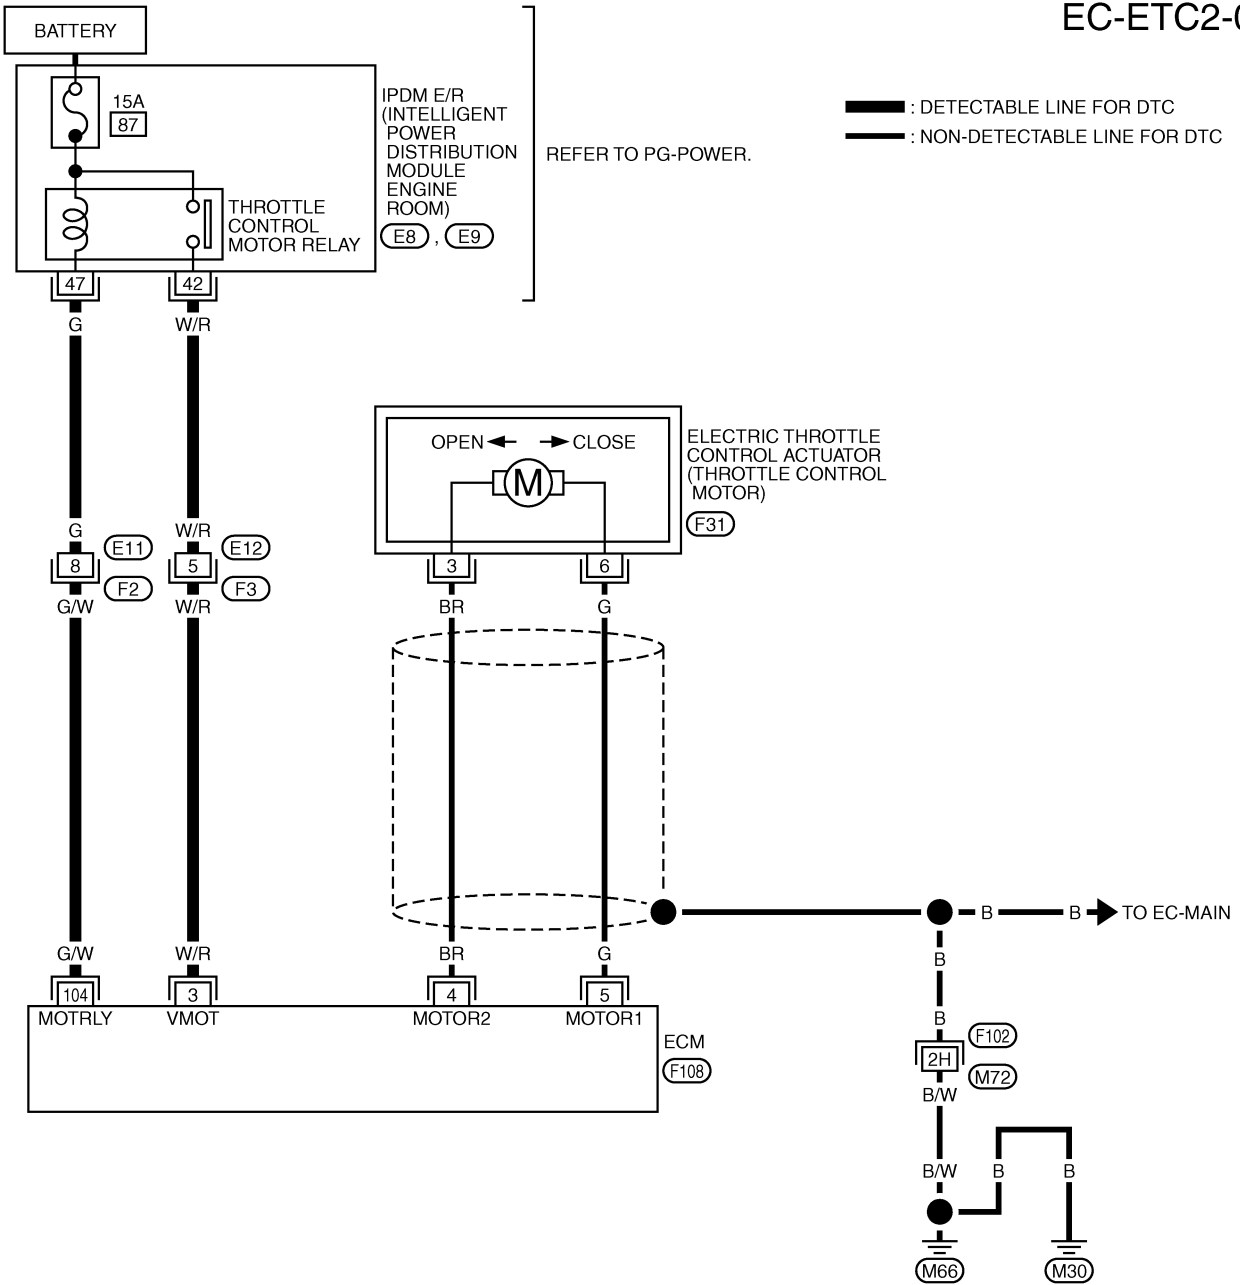 EC-ETC2-
BATTERY
15A
87
IPDM E/R
(INTELLIGENT
POWER
DISTRIBUTION
MODULE
ENGINE
ROOM)
E8 , E9
REFER TO PG-POWER.
: DETECTABLE LINE FOR DTC
: NON-DETECTABLE LINE FOR DTC
THROTTLE
CONTROL
MOTOR RELAY
47 42
G W/R
OPEN CLOSE
M
ELECTRIC THROTTLE
CONTROL ACTUATOR
(THROTTLE CONTROL
MOTOR)
F31
G W/R
E11 E12
8 5
F2 F3
G/W W/R
3 6
BR G
B B TO EC-MAIN
G/W W/R BR G
104 3 4 5
MOTRLY VMOT MOTOR2 MOTOR1
ECM
F108
B
B
F102
2H
M72
B/W
B/W B B
M66 M30